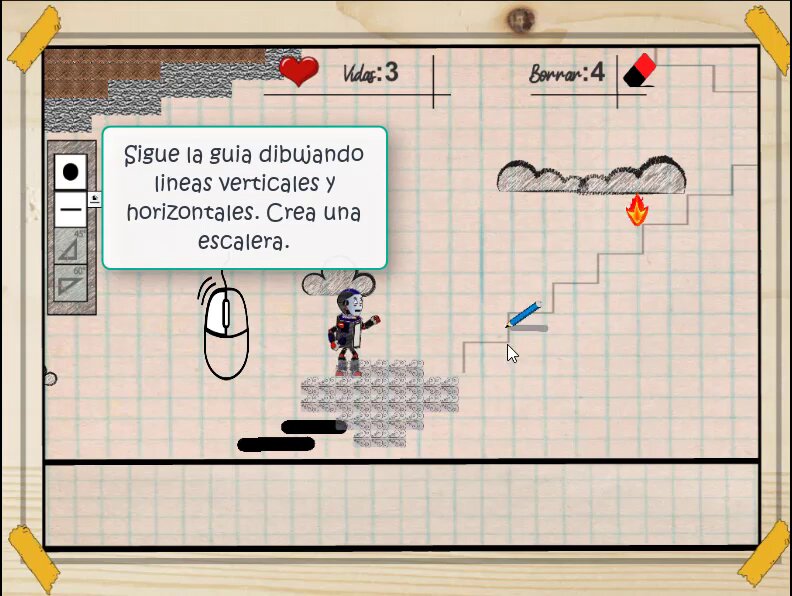 Vidas:3
Borrar:4
Sigue la guia dibujando
lineas verticales y
horizontales. Crea una
escalera.
45°
60°